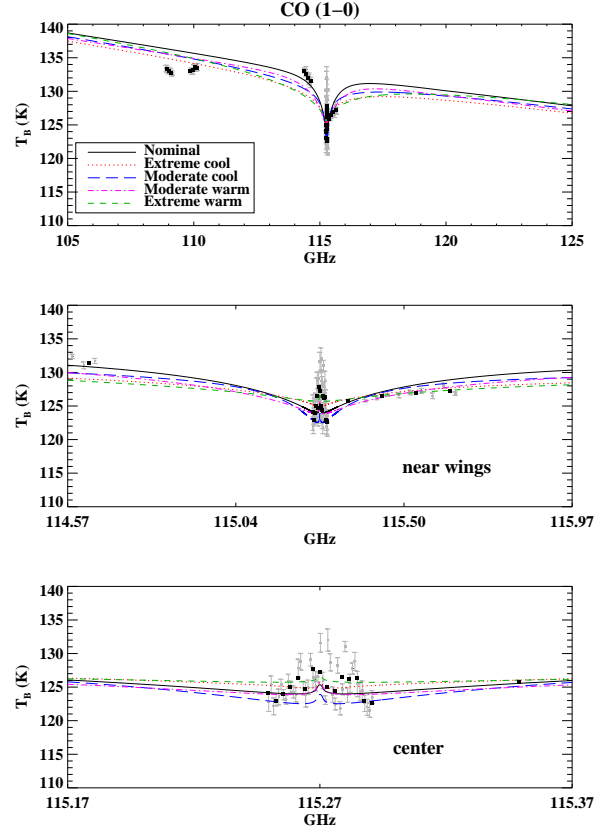 CO (1–0)
140
135
130
125
120
115
110
T_B (K)
Nominal
Extreme cool
Moderate cool
Moderate warm
Extreme warm
105 110 115 120 125
GHz
140
135
130
125
120
115
110
T_B (K)
near wings
114.57 115.04 115.50 115.97
GHz
140
135
130
125
120
115
110
T_B (K)
center
115.17 115.27 115.37
GHz